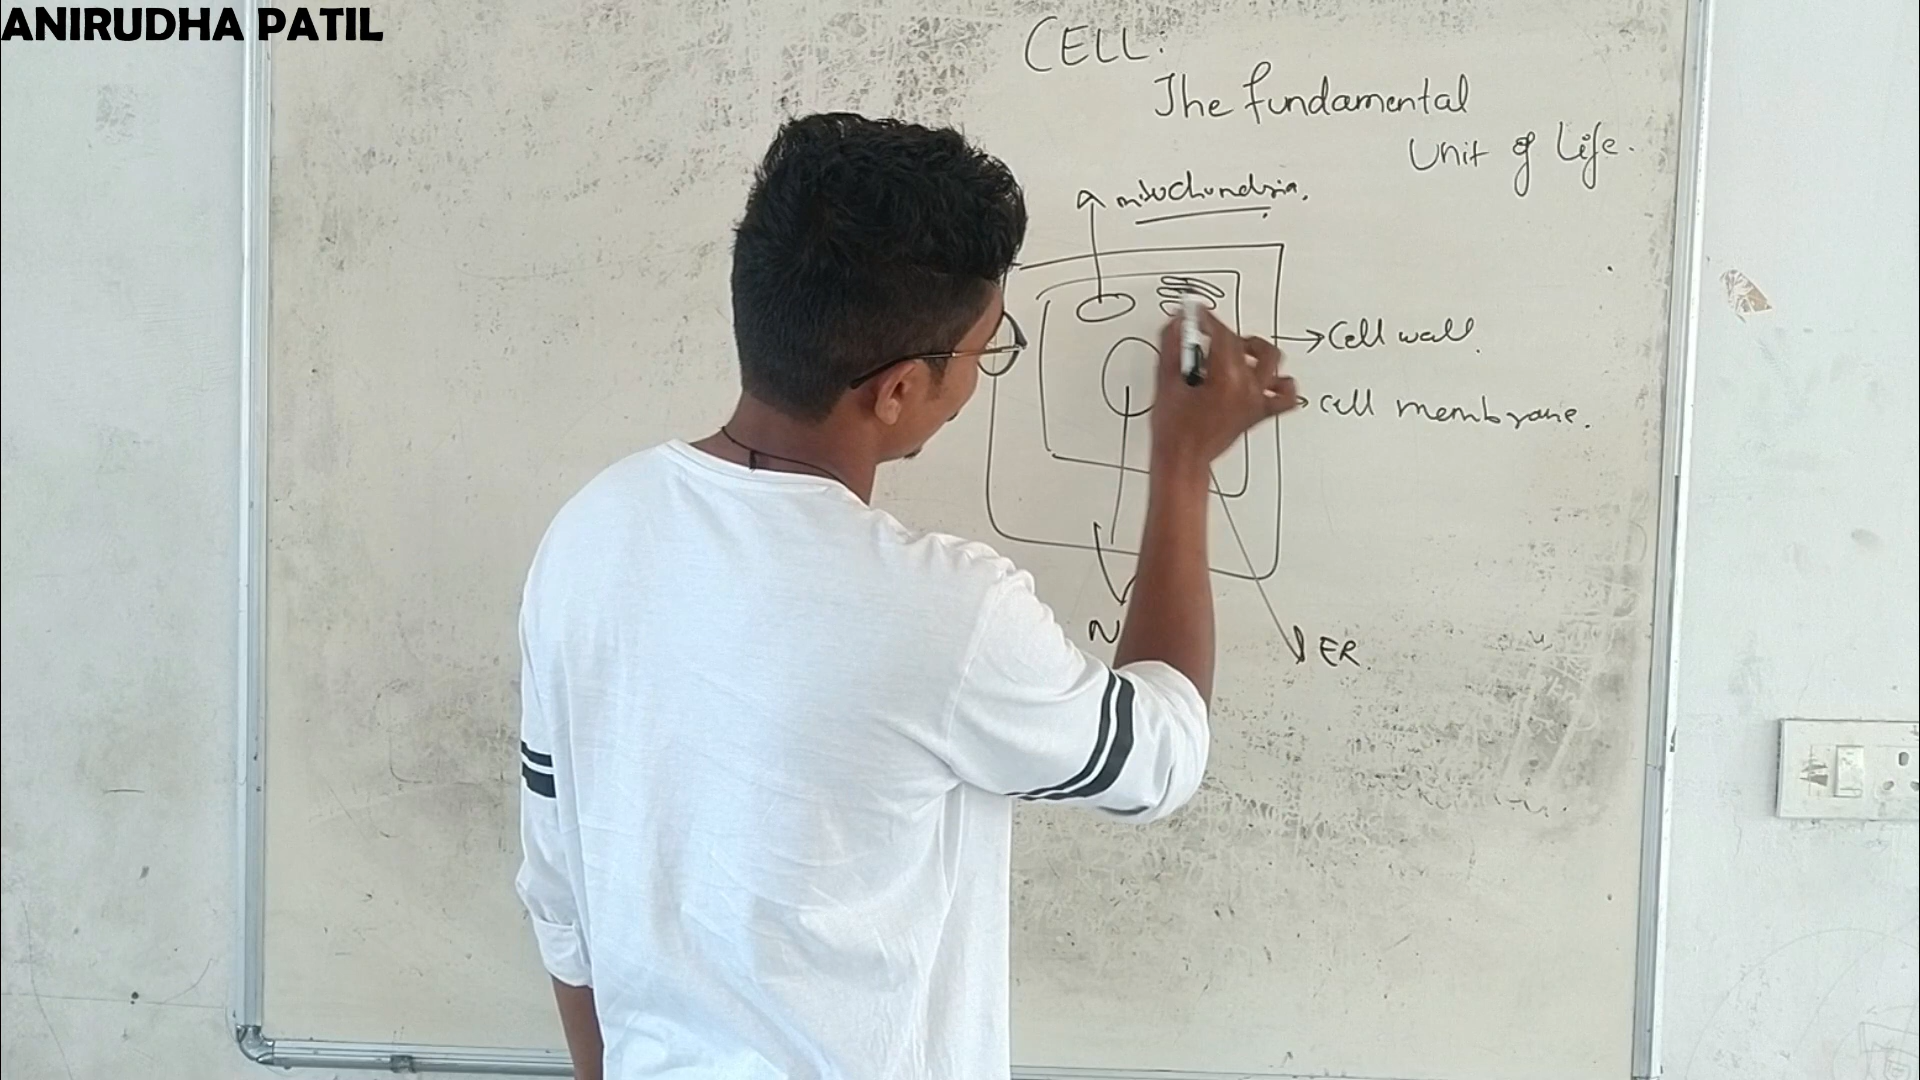 ANIRUDHA PATIL
CELL:
The fundamental
Unit of Life.
mitochondria.
Cell wall.
cell membrane.
N
ER.